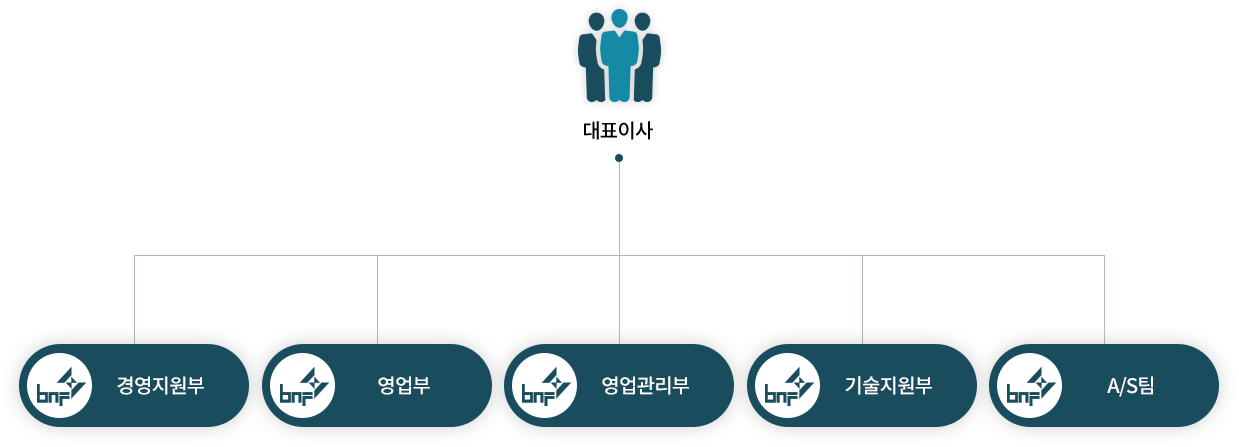 대표이사
bnf 경영지원부
bnf 영업부
bnf 영업관리부
bnf 기술지원부
bnf A/S팀